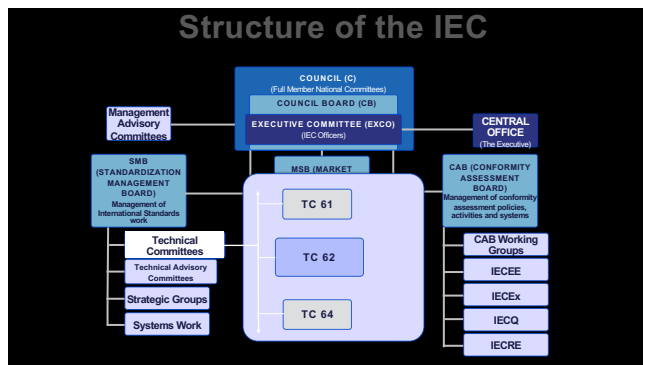 Structure of the IEC
COUNCIL (C)
(Full Member National Committees)
COUNCIL BOARD (CB)
EXECUTIVE COMMITTEE (EXCO)
(IEC Officers)
Management
Advisory
Committees
CENTRAL
OFFICE
(The Executive)
SMB
(STANDARDIZATION
MANAGEMENT
BOARD)
Management of
International Standards
work
MSB (MARKET
CAB (CONFORMITY
ASSESSMENT
BOARD)
Management of conformity
assessment policies,
activities and systems
Technical
Committees
Technical Advisory
Committees
Strategic Groups
Systems Work
TC 61
TC 62
TC 64
CAB Working
Groups
IECEE
IECEx
IECQ
IECRE